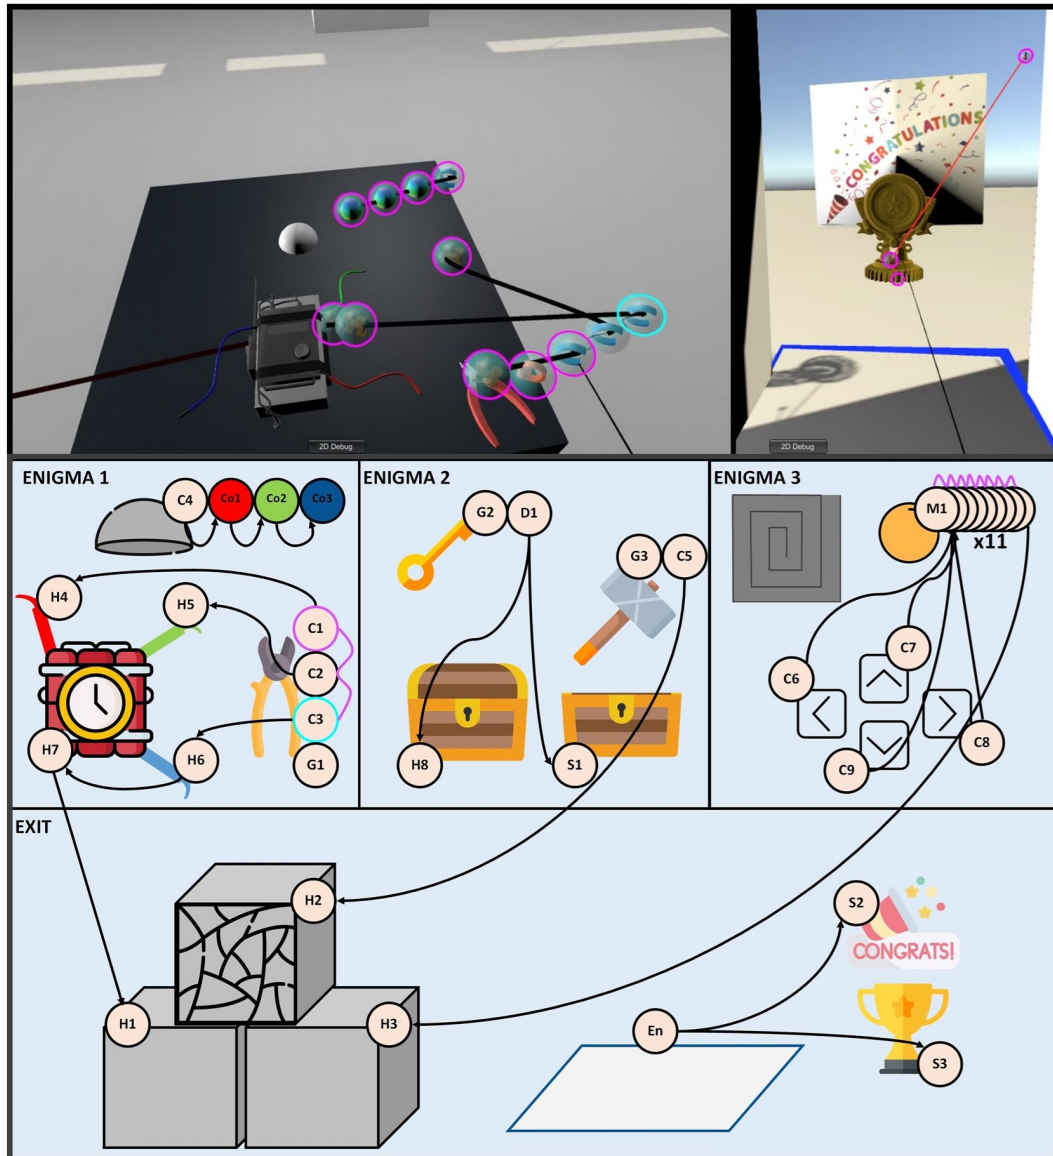 CONGRATULATIONS
2D Debug
2D Debug
ENIGMA 1
C4
Co1
Co2
Co3
H4
H5
C1
C2
C3
H7
H6
G1
ENIGMA 2
G2
D1
G3
C5
H8
S1
ENIGMA 3
M1
x11
C7
C6
C8
C9
EXIT
H2
S2
CONGRATS!
H1
H3
En
S3